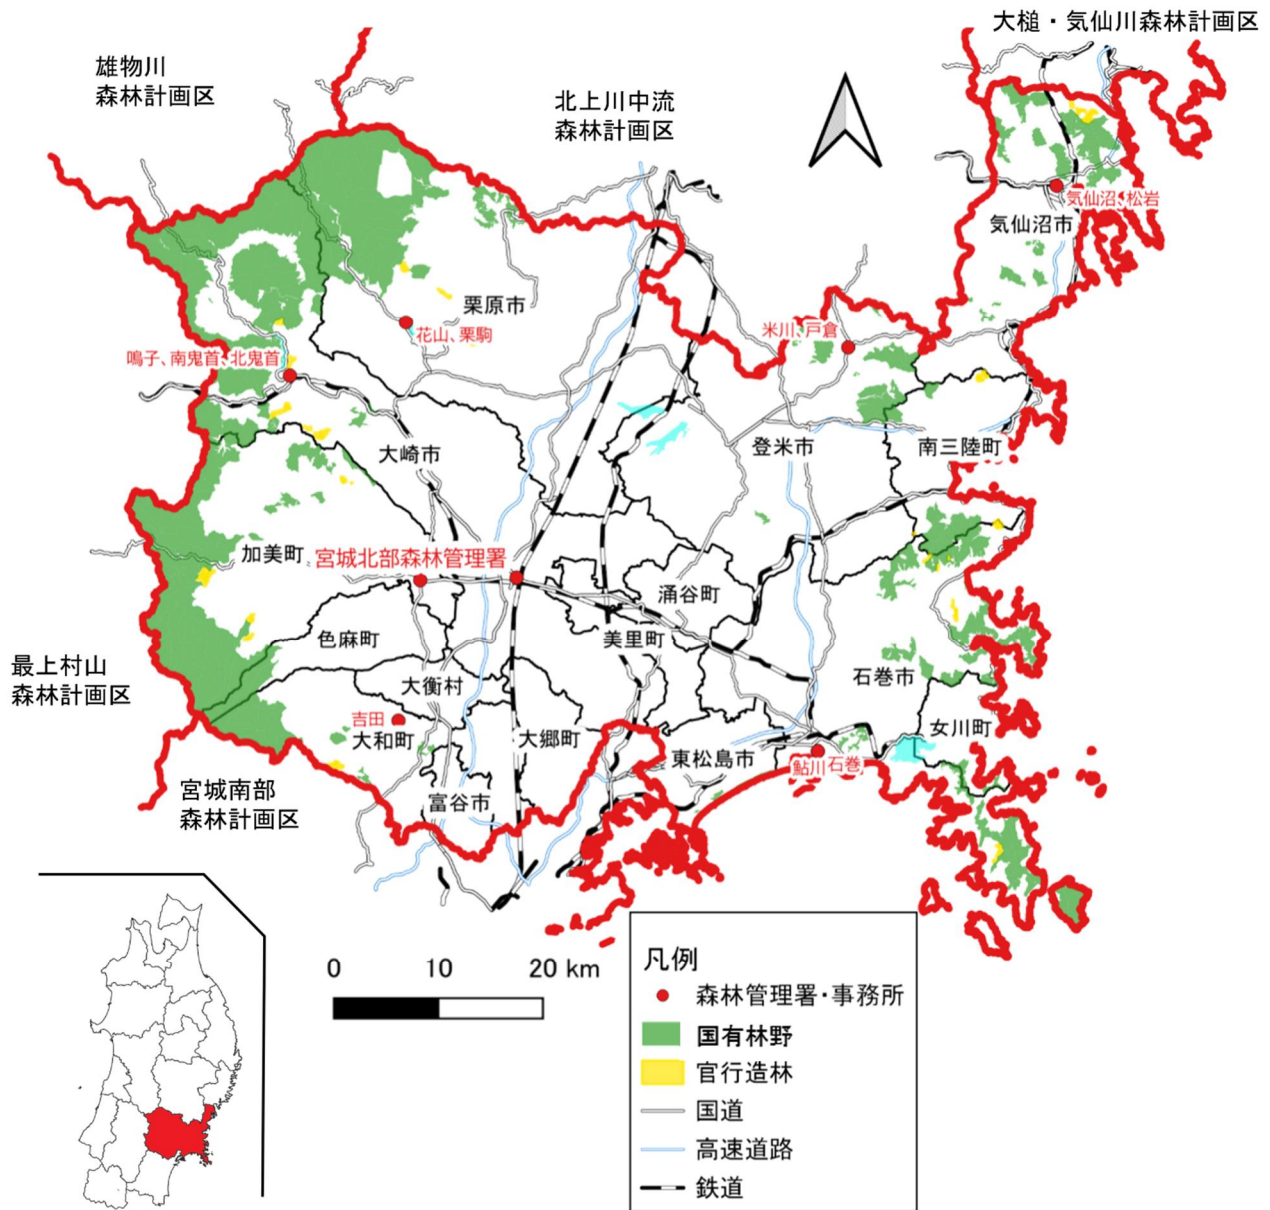 大槌・気仙川森林計画区
雄物川
森林計画区
北上川中流
森林計画区
気仙沼、松岩
気仙沼市
栗原市
花山、栗駒
米川、戸倉
鳴子、南鬼首、北鬼首
大崎市
登米市
南三陸町
加美町
宮城北部森林管理署
涌谷町
色麻町
美里町
最上村山
森林計画区
大衡村
石巻市
吉田
大和町
大郷町
女川町
東松島市
鮎川
石巻
宮城南部
森林計画区
富谷市
0 10 20 km
凡例
森林管理署・事務所
国有林野
官行造林
国道
高速道路
鉄道